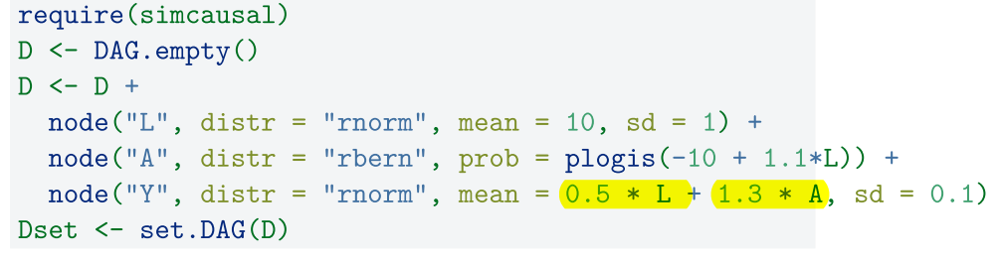 require(simcausal)
D <- DAG.empty()
D <- D +
  node("L", distr = "rnorm", mean = 10, sd = 1) +
  node("A", distr = "rbern", prob = plogis(-10 + 1.1*L)) +
  node("Y", distr = "rnorm", mean = 0.5 * L + 1.3 * A, sd = 0.1)
Dset <- set.DAG(D)